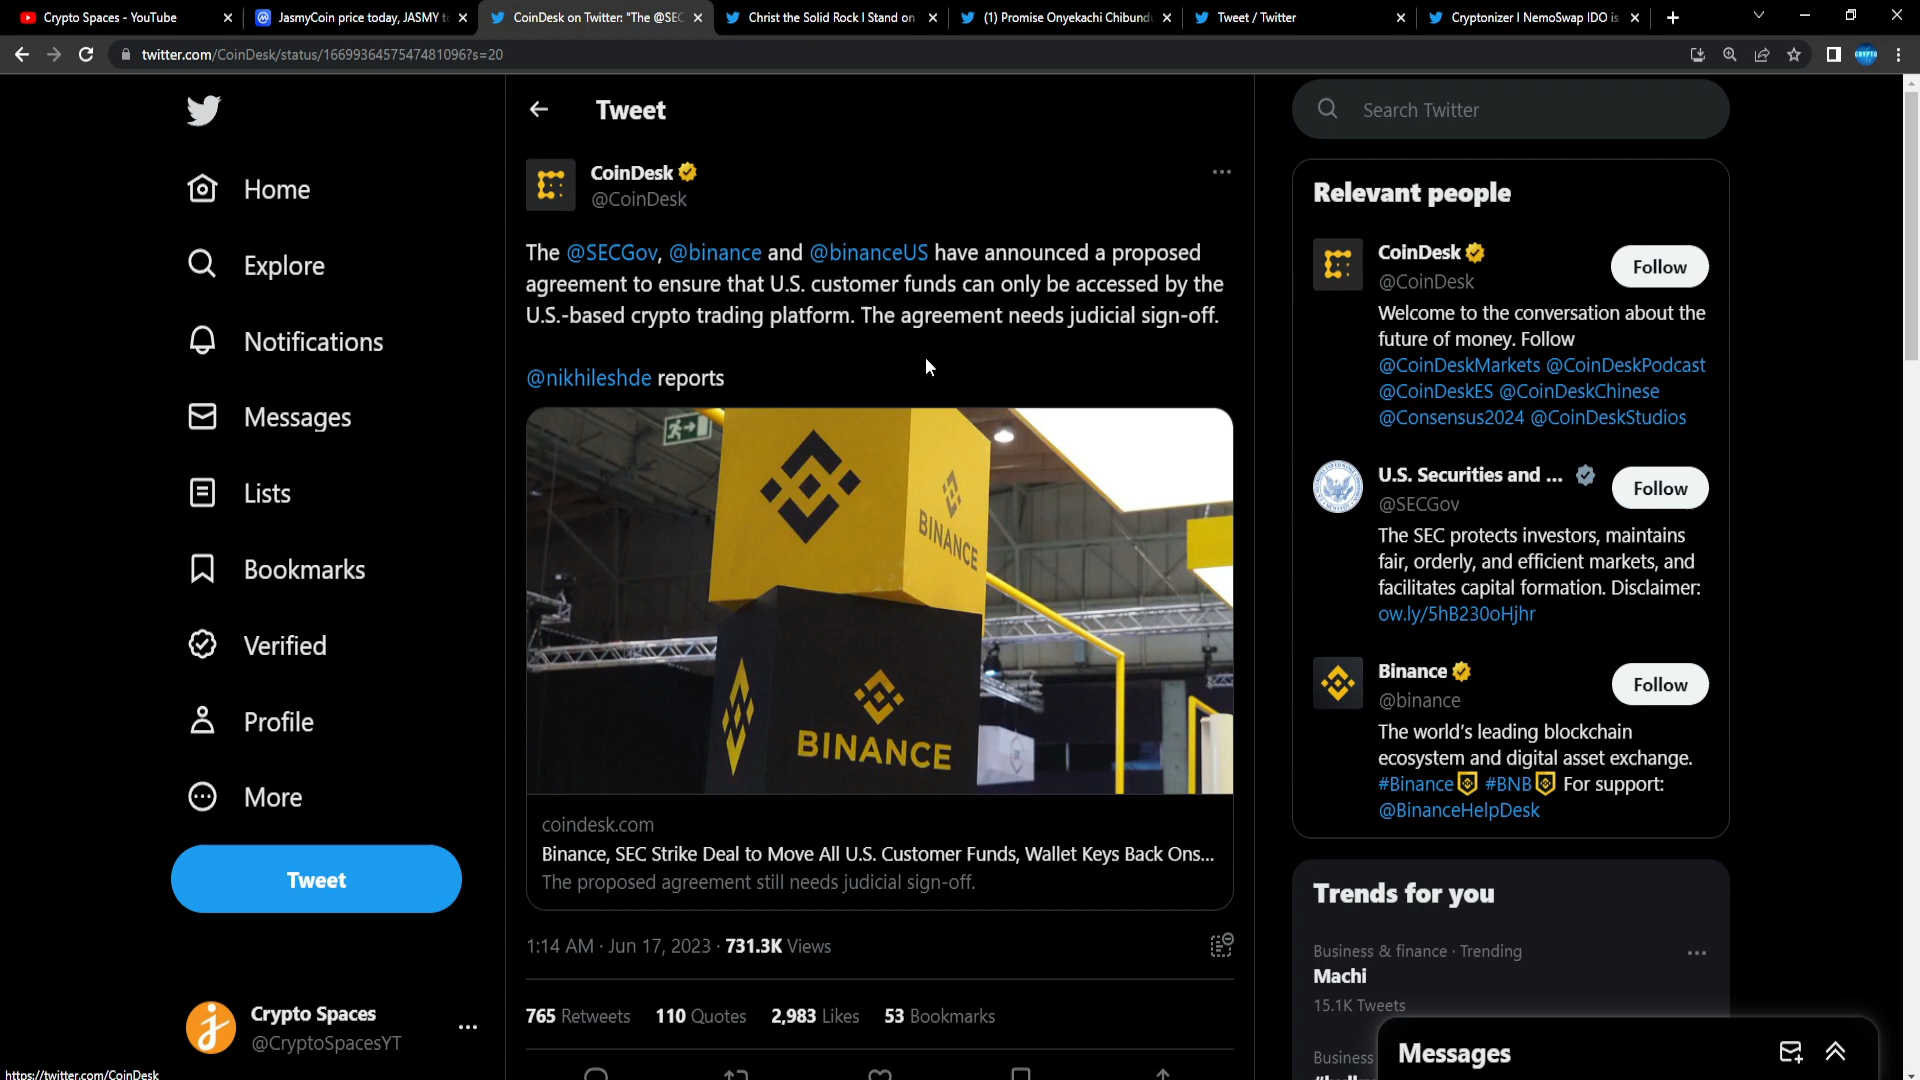 Crypto Spaces - YouTube
JasmyCoin price today, JASMY to
CoinDesk on Twitter: "The @SEC
Christ the Solid Rock I Stand on
(1) Promise Onyekachi Chibundu
Tweet / Twitter
Cryptonizer I NemoSwap IDO is
twitter.com/CoinDesk/status/1669936457547481096?s=20
Home
Explore
Notifications
Messages
Lists
Bookmarks
Verified
Profile
More
Tweet
Crypto Spaces
@CryptoSpacesYT
https://twitter.com/CoinDesk
Tweet
CoinDesk
@CoinDesk
The @SECGov, @binance and @binanceUS have announced a proposed
agreement to ensure that U.S. customer funds can only be accessed by the
U.S.-based crypto trading platform. The agreement needs judicial sign-off.
@nikhileshde reports
BINANCE
BINANCE
coindesk.com
Binance, SEC Strike Deal to Move All U.S. Customer Funds, Wallet Keys Back Ons...
The proposed agreement still needs judicial sign-off.
1:14 AM · Jun 17, 2023 · 731.3K Views
765 Retweets 110 Quotes 2,983 Likes 53 Bookmarks
Search Twitter
Relevant people
CoinDesk
@CoinDesk
Follow
Welcome to the conversation about the
future of money. Follow
@CoinDeskMarkets @CoinDeskPodcast
@CoinDeskES @CoinDeskChinese
@Consensus2024 @CoinDeskStudios
U.S. Securities and ...
@SECGov
Follow
The SEC protects investors, maintains
fair, orderly, and efficient markets, and
facilitates capital formation. Disclaimer:
ow.ly/5hB230oHjhr
Binance
@binance
Follow
The world's leading blockchain
ecosystem and digital asset exchange.
#Binance #BNB For support:
@BinanceHelpDesk
Trends for you
Business & finance · Trending
Machi
15.1K Tweets
Business
Messages